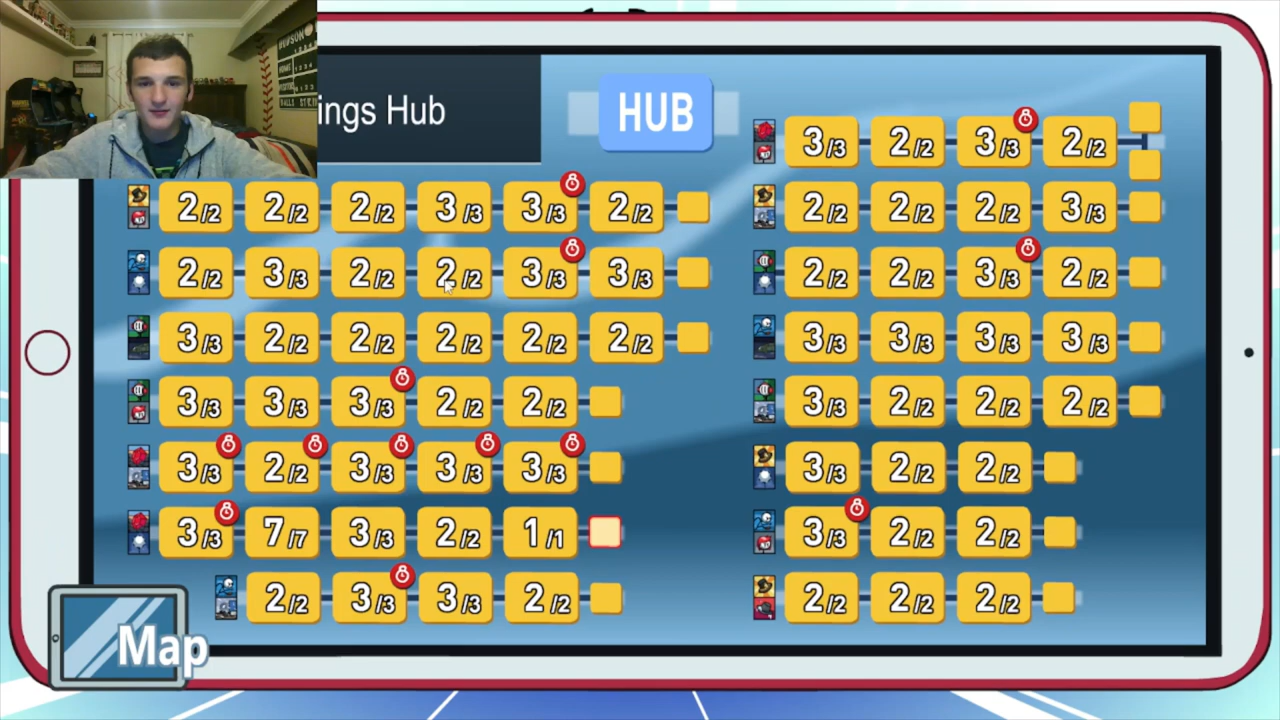 ings Hub
HUB
3/3 2/2 3/3 2/2
2/2 2/2 2/2 3/3 3/3 2/2
2/2 2/2 2/2 3/3
2/2 3/3 2/2 2/2 3/3 3/3
2/2 2/2 3/3 2/2
3/3 2/2 2/2 2/2 2/2 2/2
3/3 3/3 3/3 3/3
3/3 3/3 3/3 2/2 2/2
3/3 2/2 2/2 2/2
3/3 2/2 3/3 3/3 3/3
3/3 2/2 2/2
3/3 7/7 3/3 2/2 1/1
3/3 2/2 2/2
2/2 3/3 3/3 2/2
2/2 2/2 2/2
Map